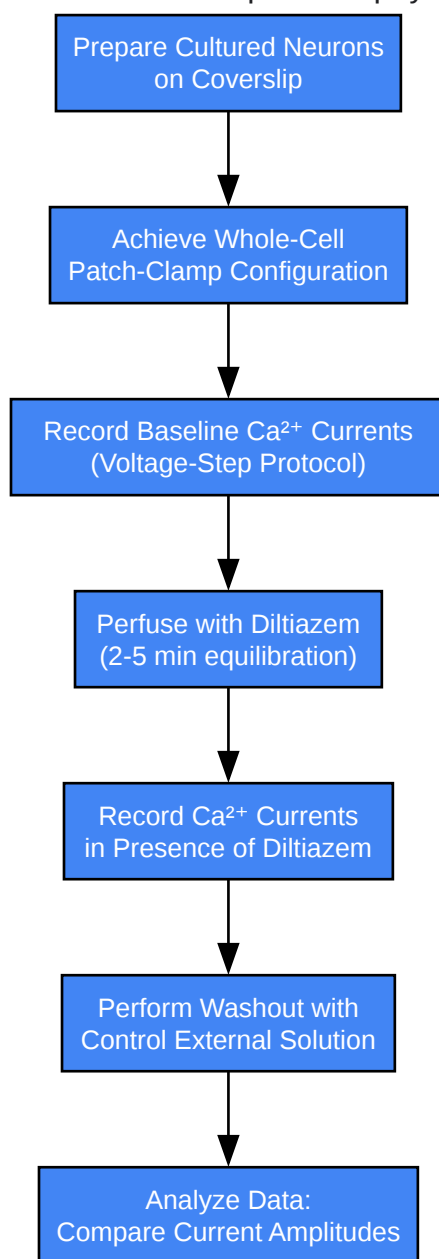 Prepare Cultured Neurons
on Coverslip
Achieve Whole-Cell
Patch-Clamp Configuration
Record Baseline Ca²⁺ Currents
(Voltage-Step Protocol)
Perfuse with Diltiazem
(2-5 min equilibration)
Record Ca²⁺ Currents
in Presence of Diltiazem
Perform Washout with
Control External Solution
Analyze Data:
Compare Current Amplitudes